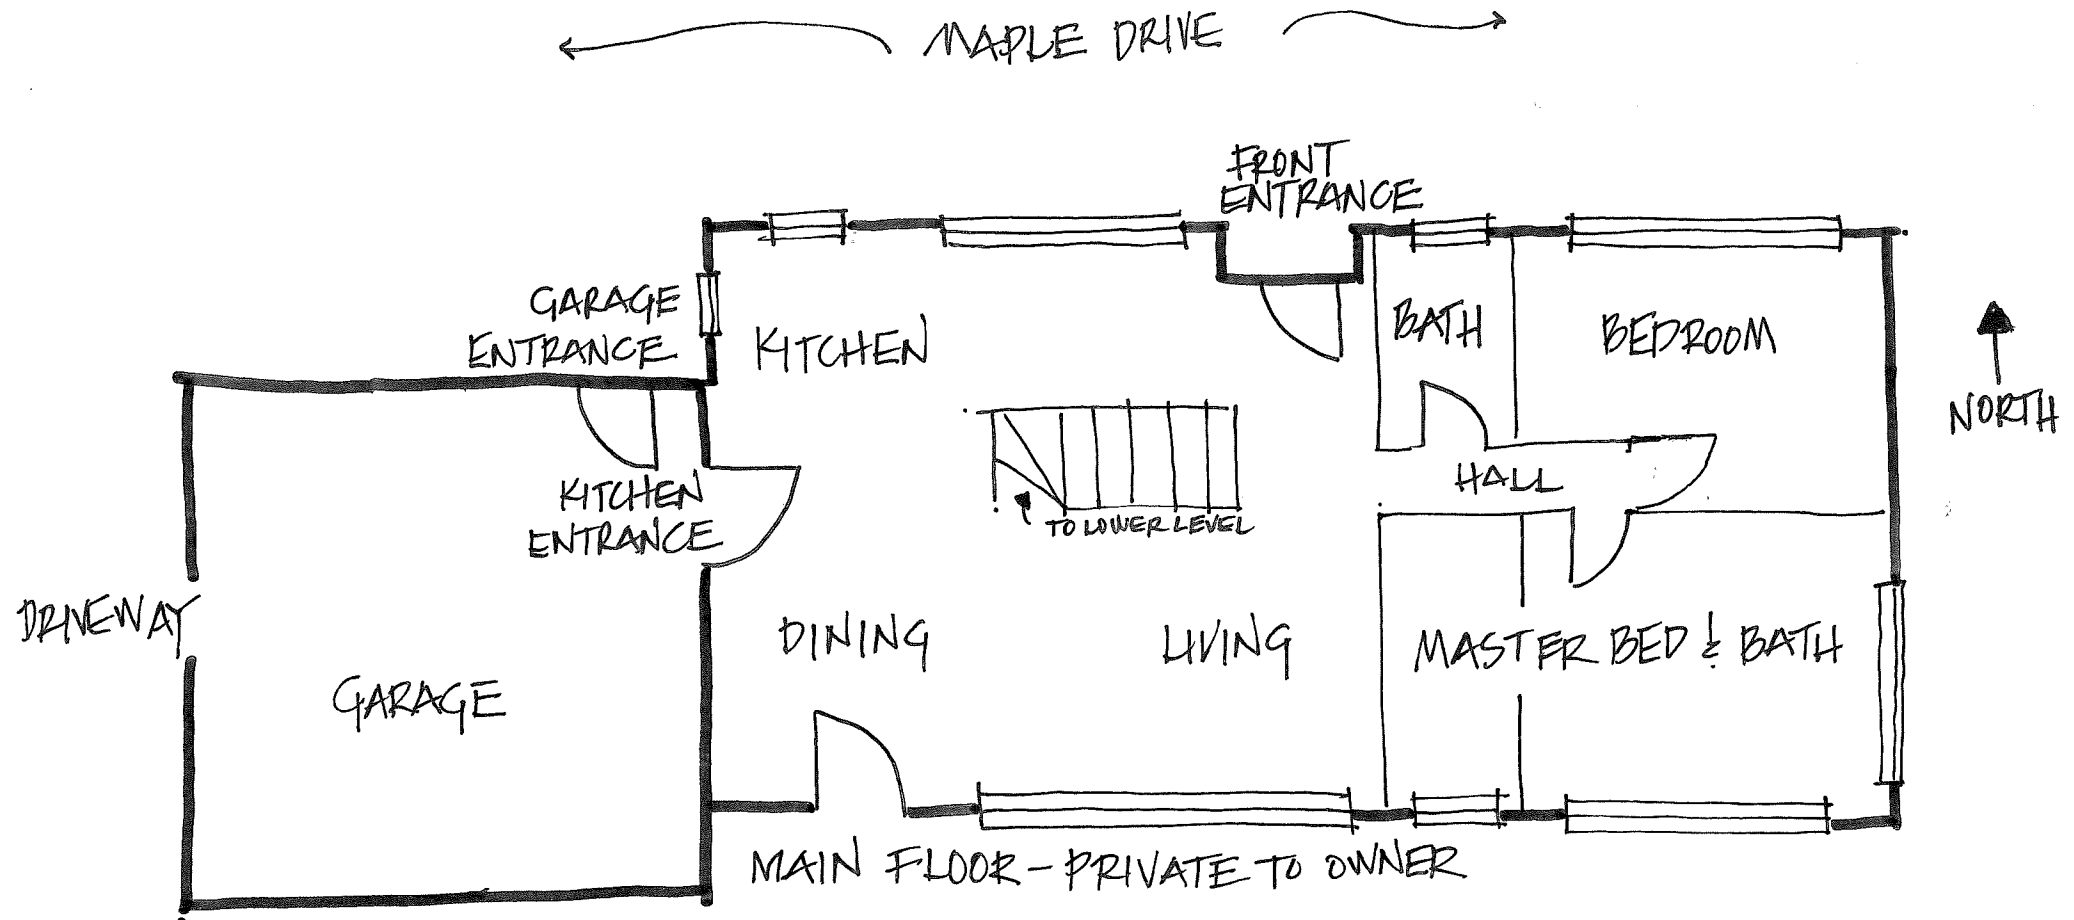 MAPLE DRIVE
FRONT
ENTRANCE
GARAGE
ENTRANCE
KITCHEN
BATH
BEDROOM
NORTH
KITCHEN
ENTRANCE
HALL
TO LOWER LEVEL
DRIVEWAY
GARAGE
DINING
LIVING
MASTER BED & BATH
MAIN FLOOR - PRIVATE TO OWNER